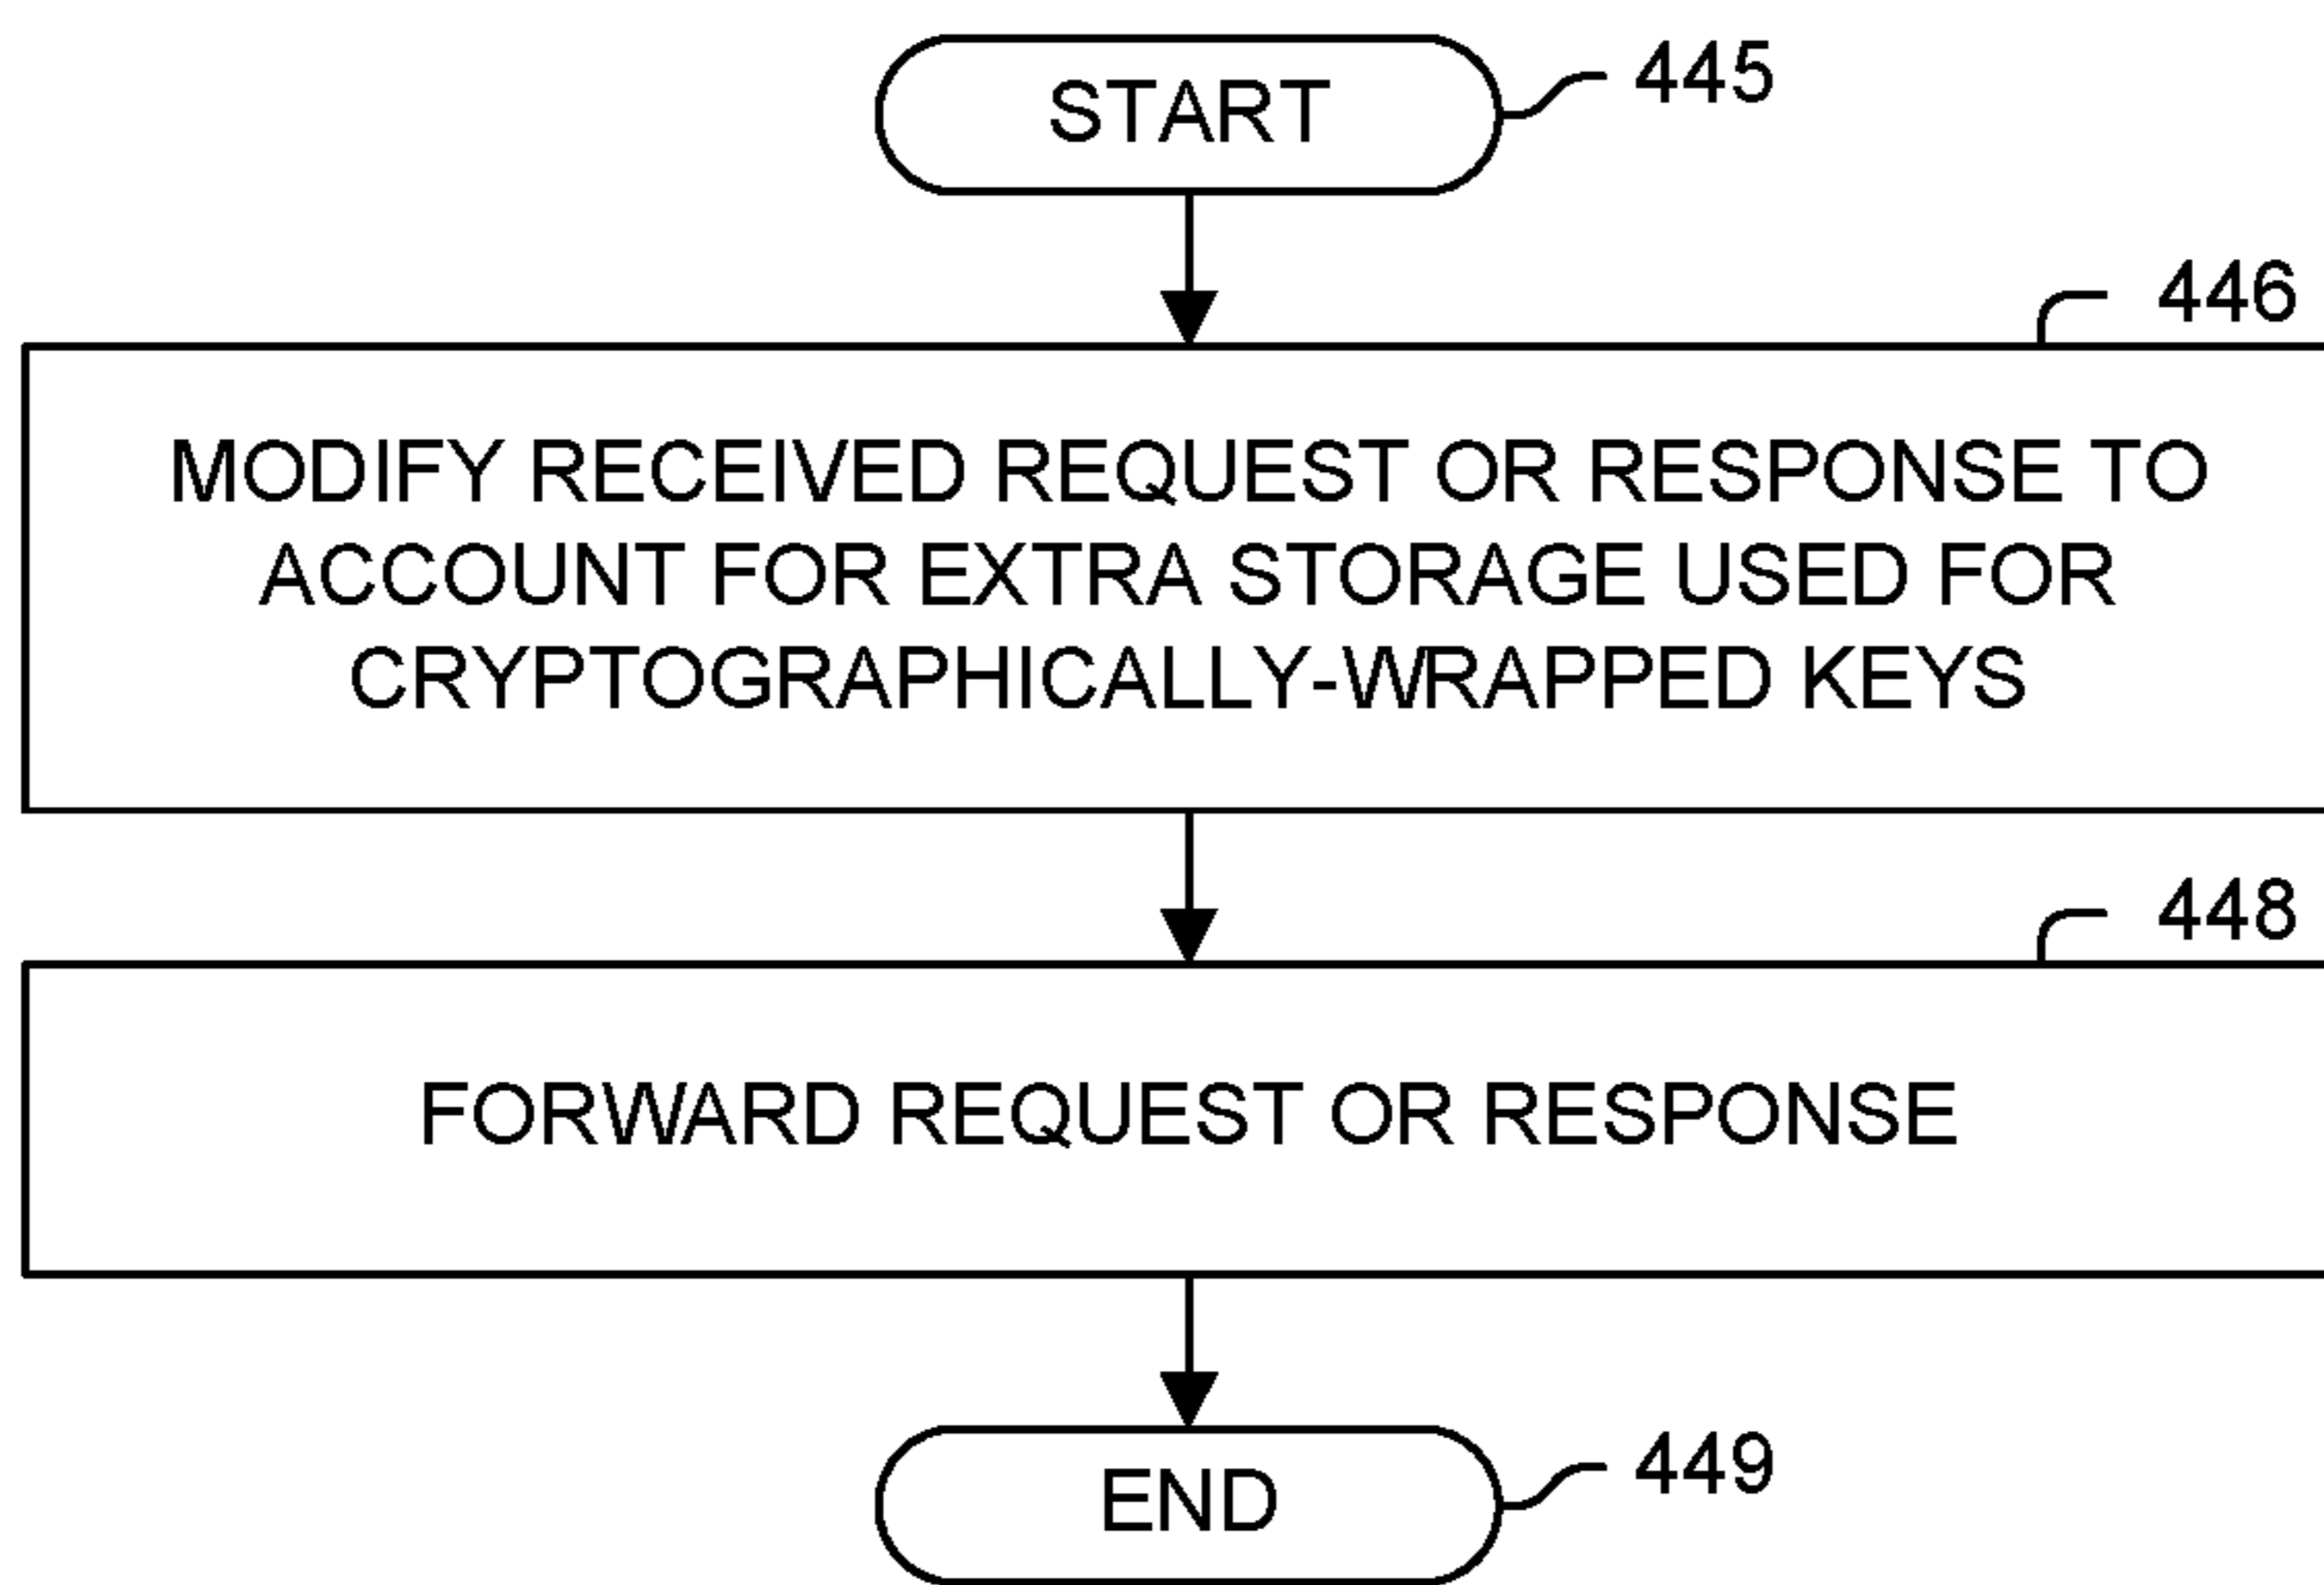 START
445
446
MODIFY RECEIVED REQUEST OR RESPONSE TO
ACCOUNT FOR EXTRA STORAGE USED FOR
CRYPTOGRAPHICALLY-WRAPPED KEYS
448
FORWARD REQUEST OR RESPONSE
END
449